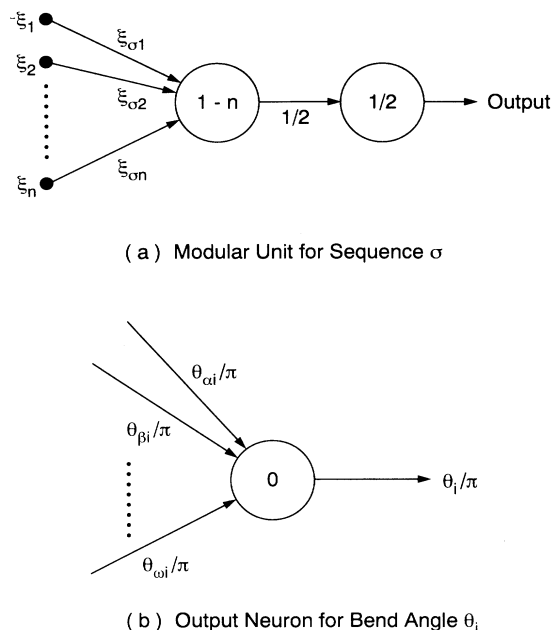 -ξ1
ξσ1
ξ2
ξσ2
1 - n
1/2
1/2
Output
ξσn
ξn
( a ) Modular Unit for Sequence σ
θαi/π
θβi/π
0
θi/π
θωi/π
( b ) Output Neuron for Bend Angle θi